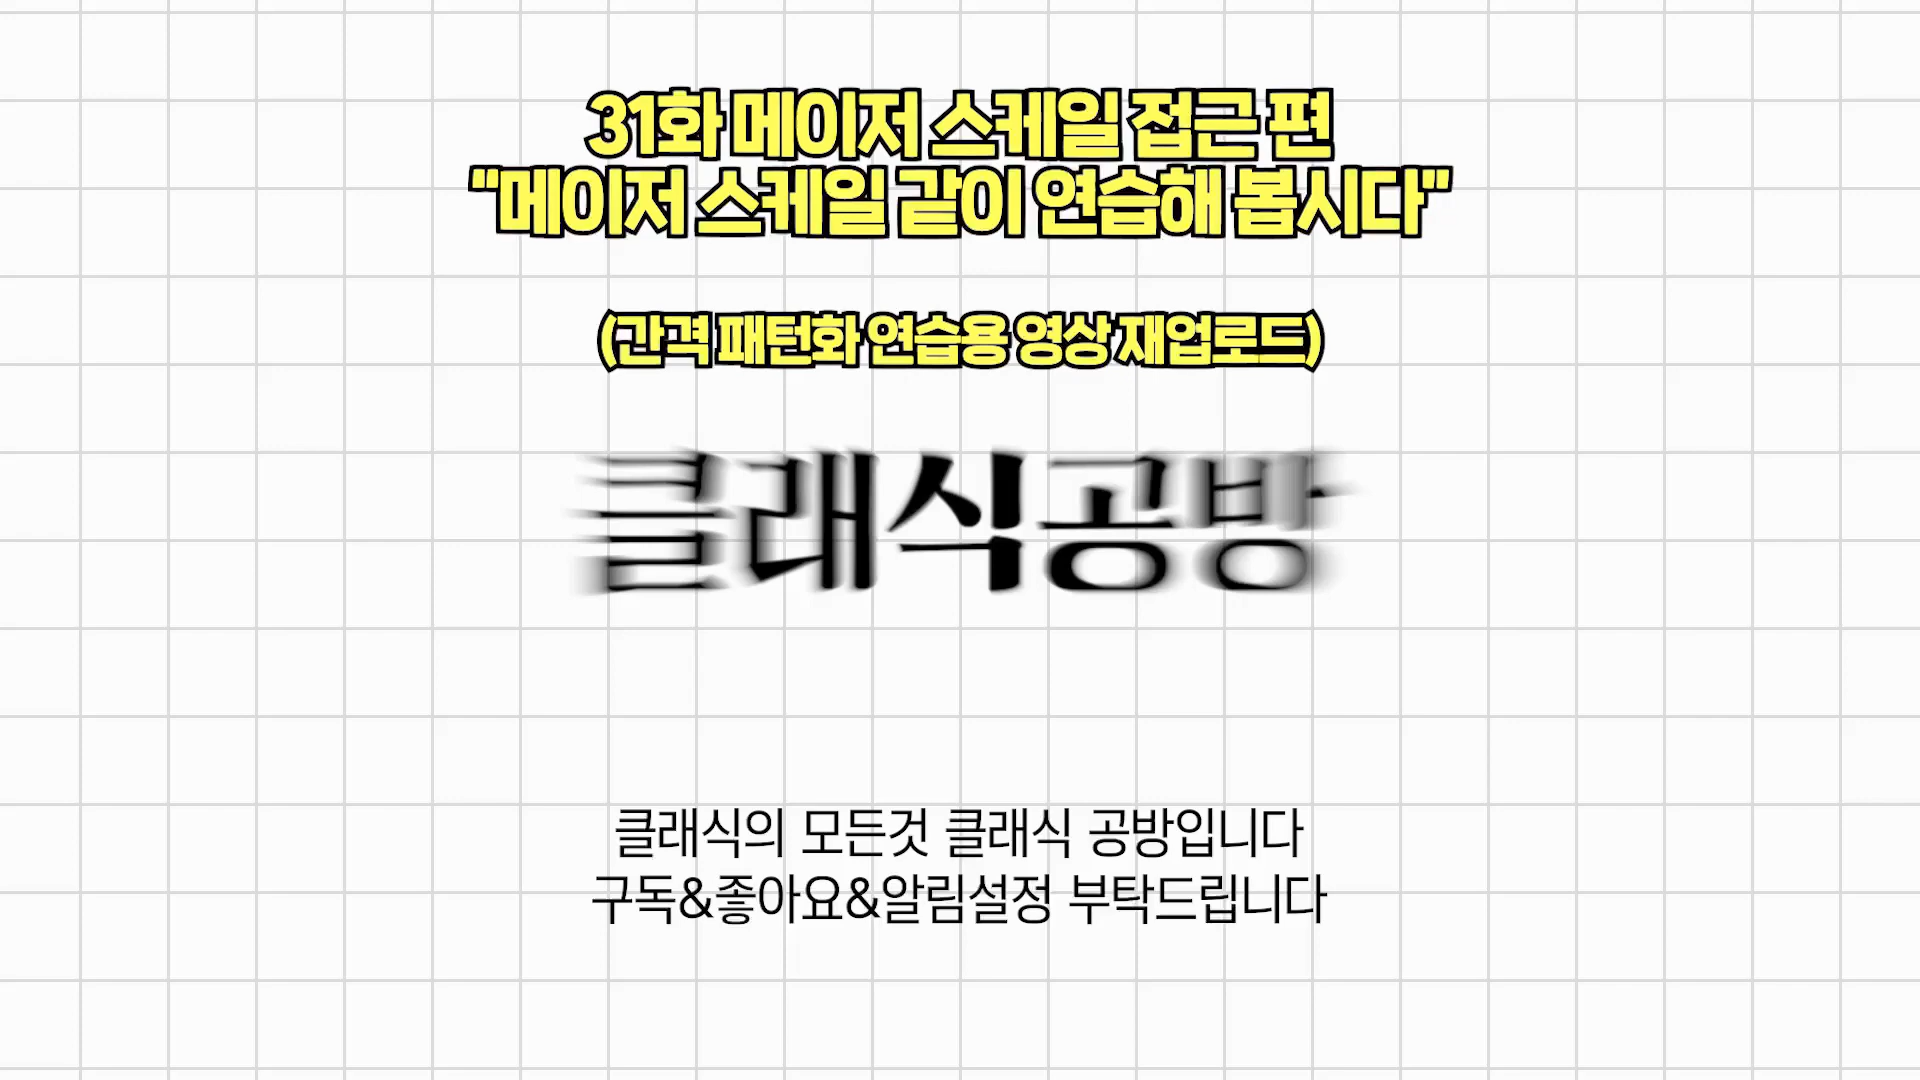 31화 메이저 스케일 접근 편
"메이저 스케일 같이 연습해 봅시다"
(간격 패턴화 연습용 영상 재업로드)
클래식공방
클래식의 모든것 클래식 공방입니다
구독&좋아요&알림설정 부탁드립니다